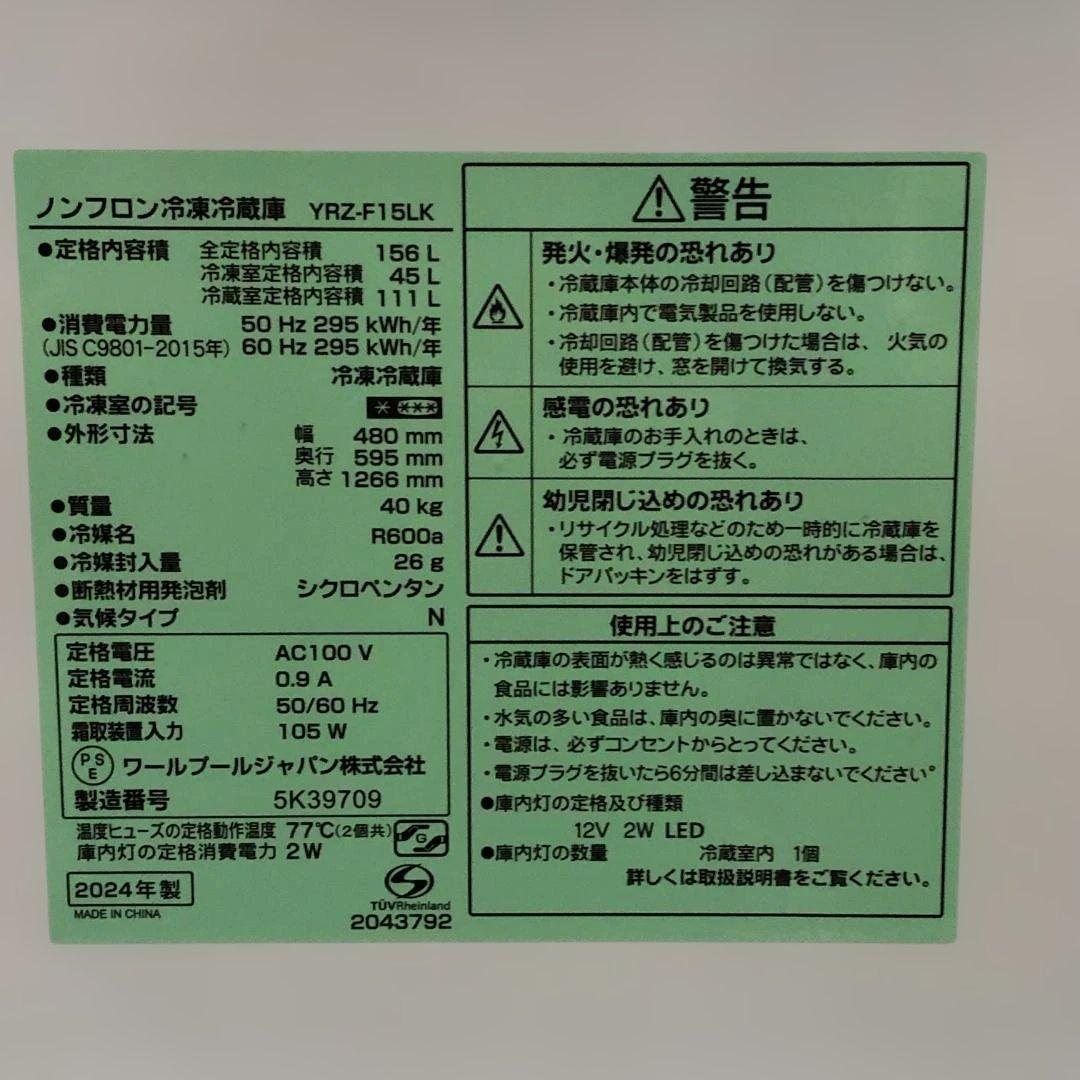 ノンフロン冷凍冷蔵庫 YRZ-F15LK
●定格内容積 全定格内容積 156 L
冷凍室定格内容積 45 L
冷蔵室定格内容積 111 L
●消費電力量 50 Hz 295 kWh/年
(JIS C9801-2015年) 60 Hz 295 kWh/年
●種類 冷凍冷蔵庫
●冷凍室の記号
●外形寸法 幅 480 mm
奥行 595 mm
高さ 1266 mm
●質量 40 kg
●冷媒名 R600a
●冷媒封入量 26 g
●断熱材用発泡剤 シクロペンタン
●気候タイプ N
定格電圧 AC100 V
定格電流 0.9 A
定格周波数 50/60 Hz
霜取装置入力 105 W
PSE ワールプールジャパン株式会社
製造番号 5K39709
温度ヒューズの定格動作温度 77℃(2個共) G
庫内灯の定格消費電力 2W
2024年製
MADE IN CHINA
TÜVRheinland
2043792
警告
発火・爆発の恐れあり
・冷蔵庫本体の冷却回路(配管)を傷つけない。
・冷蔵庫内で電気製品を使用しない。
・冷却回路(配管)を傷つけた場合は、 火気の
使用を避け、窓を開けて換気する。
感電の恐れあり
・冷蔵庫のお手入れのときは、
必ず電源プラグを抜く。
幼児閉じ込めの恐れあり
・リサイクル処理などのため一時的に冷蔵庫を
保管され、幼児閉じ込めの恐れがある場合は、
ドアパッキンをはずす。
使用上のご注意
・冷蔵庫の表面が熱く感じるのは異常ではなく、庫内の
食品には影響ありません。
・水気の多い食品は、庫内の奥に置かないでください。
・電源は、必ずコンセントからとってください。
・電源プラグを抜いたら6分間は差し込まないでください。
●庫内灯の定格及び種類
12V 2W LED
●庫内灯の数量 冷蔵室内 1個
詳しくは取扱説明書をご覧ください。